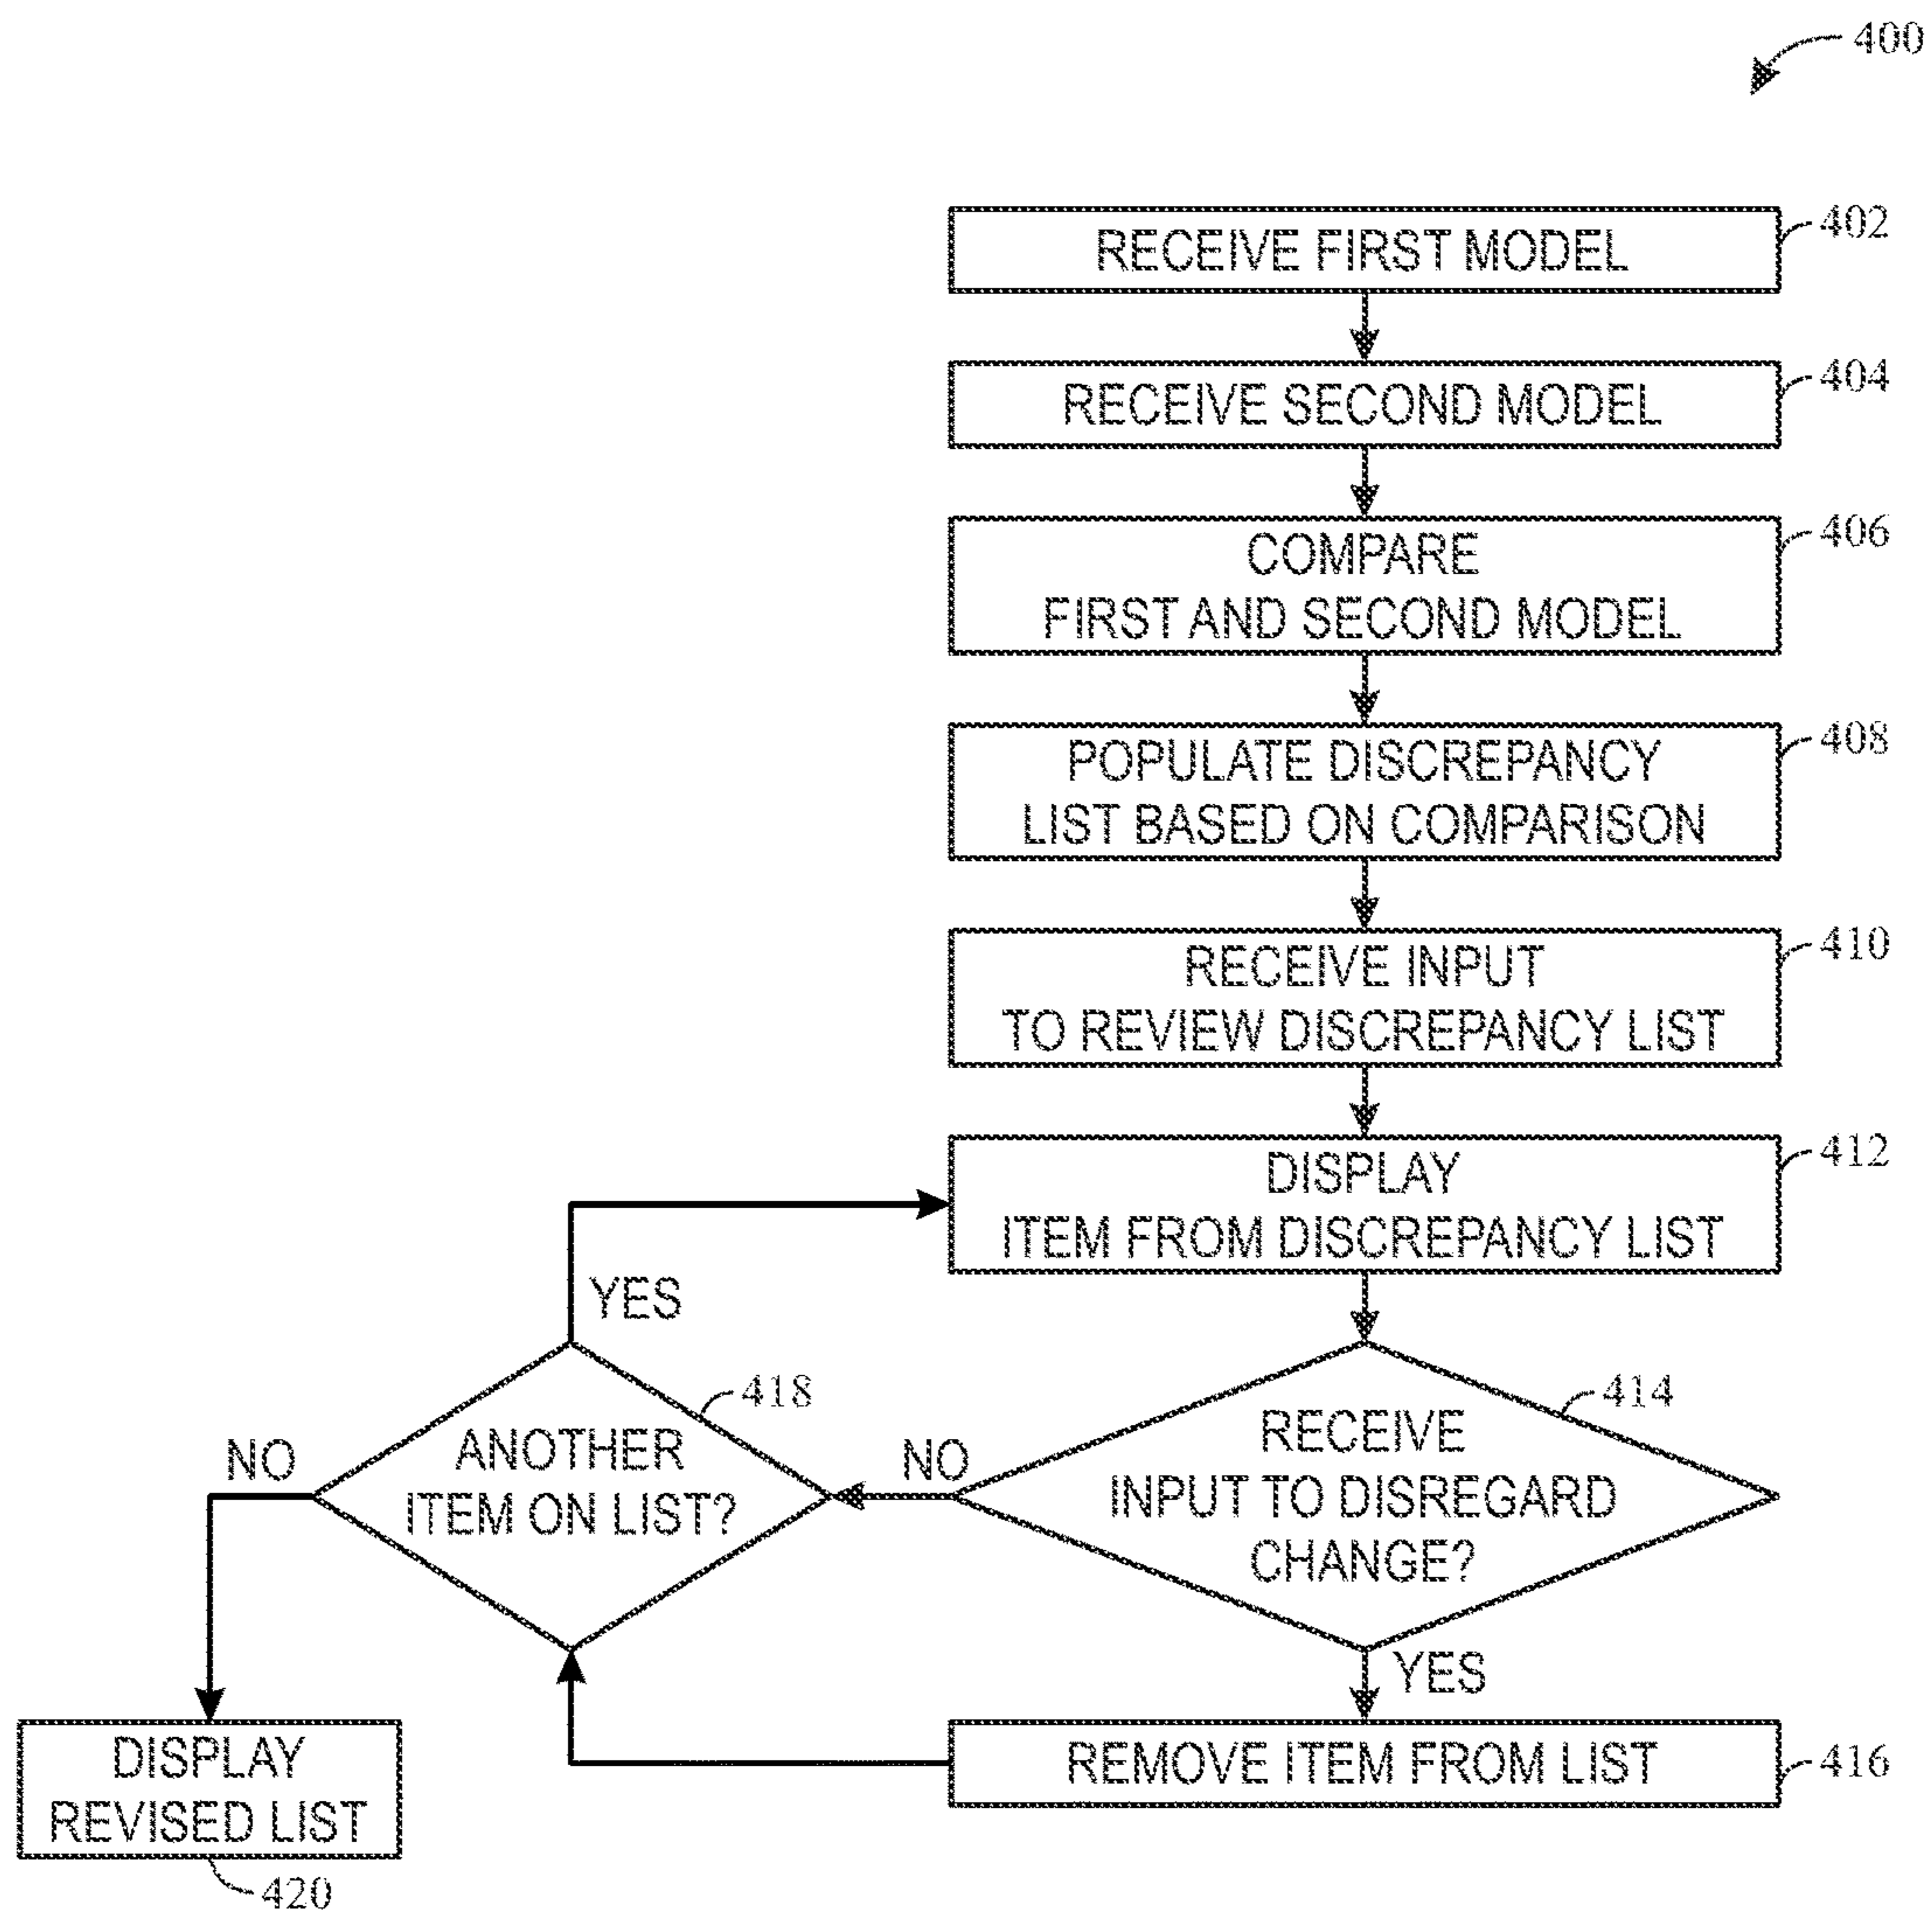 400
RECEIVE FIRST MODEL
402
RECEIVE SECOND MODEL
404
COMPARE
FIRST AND SECOND MODEL
406
POPULATE DISCREPANCY
LIST BASED ON COMPARISON
408
RECEIVE INPUT
TO REVIEW DISCREPANCY LIST
410
DISPLAY
ITEM FROM DISCREPANCY LIST
412
YES
RECEIVE
INPUT TO DISREGARD
CHANGE?
414
NO
YES
ANOTHER
ITEM ON LIST?
418
NO
REMOVE ITEM FROM LIST
416
DISPLAY
REVISED LIST
420